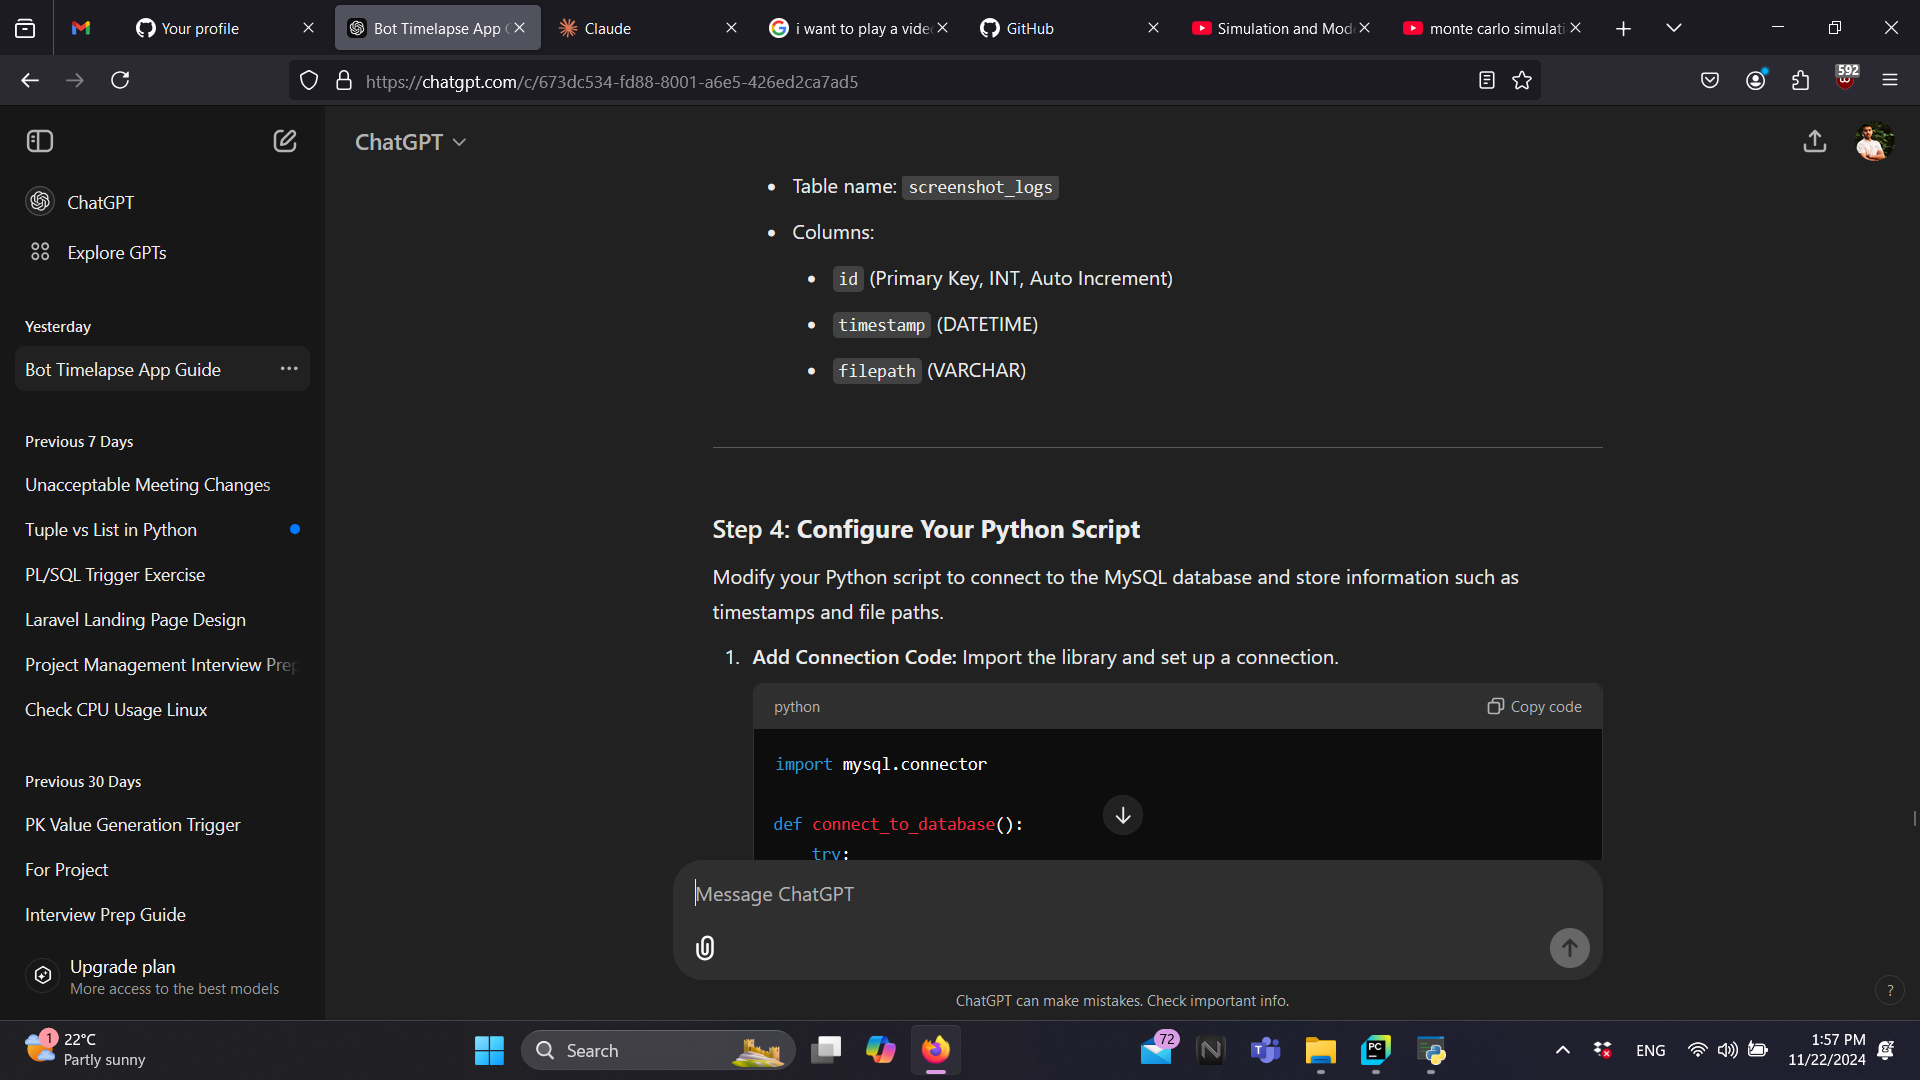 Your profile
Bot Timelapse App
Claude
i want to play a vide
GitHub
Simulation and Mod
monte carlo simulati
https://chatgpt.com/c/673dc534-fd88-8001-a6e5-426ed2ca7ad5
592
ChatGPT
Explore GPTs
Yesterday
Bot Timelapse App Guide
Previous 7 Days
Unacceptable Meeting Changes
Tuple vs List in Python
PL/SQL Trigger Exercise
Laravel Landing Page Design
Project Management Interview Prep
Check CPU Usage Linux
Previous 30 Days
PK Value Generation Trigger
For Project
Interview Prep Guide
Upgrade plan
More access to the best models
ChatGPT
Table name: screenshot_logs
Columns:
id (Primary Key, INT, Auto Increment)
timestamp (DATETIME)
filepath (VARCHAR)
Step 4: Configure Your Python Script
Modify your Python script to connect to the MySQL database and store information such as
timestamps and file paths.
1. Add Connection Code: Import the library and set up a connection.
python
Copy code
import mysql.connector
def connect_to_database():
try:
Message ChatGPT
ChatGPT can make mistakes. Check important info.
?
1
22°C
Partly sunny
Search
72
N
T
PC
ENG
1:57 PM
11/22/2024